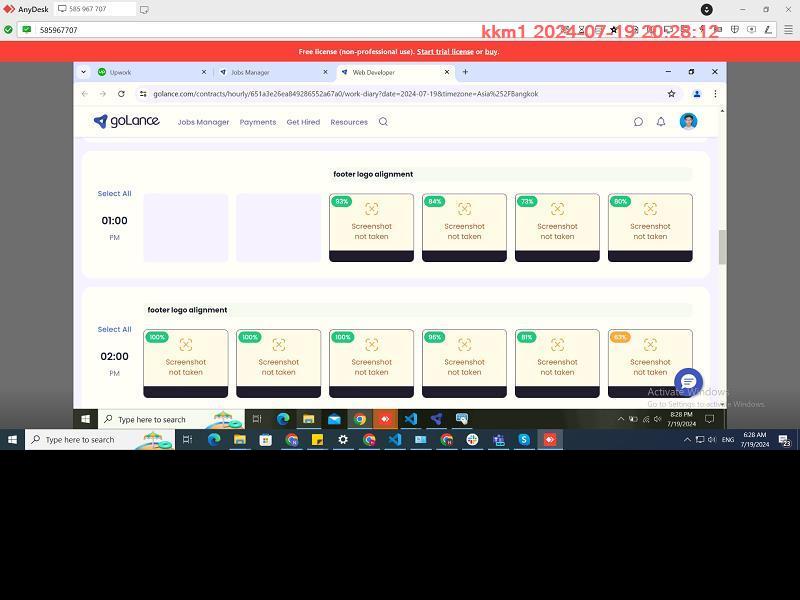 AnyDesk
585 967 707
585967707
kkm1 2024-07-19 20:28:12
Free license (non-professional use). Start trial license or buy.
Upwork
Jobs Manager
Web Developer
golance.com/contracts/hourly/651a3e26ea849286552a67a0/work-diary?date=2024-07-19&timezone=Asia%252FBangkok
goLance
Jobs Manager
Payments
Get Hired
Resources
footer logo alignment
Select All
01:00
PM
93%
84%
73%
80%
Screenshot
not taken
Screenshot
not taken
Screenshot
not taken
Screenshot
not taken
footer logo alignment
Select All
02:00
PM
100%
100%
100%
96%
81%
63%
Screenshot
not taken
Screenshot
not taken
Screenshot
not taken
Screenshot
not taken
Screenshot
not taken
Screenshot
not taken
Activate Windows
Go to Settings to activate Windows.
Type here to search
8:28 PM
7/19/2024
Type here to search
ENG
6:28 AM
7/19/2024
23